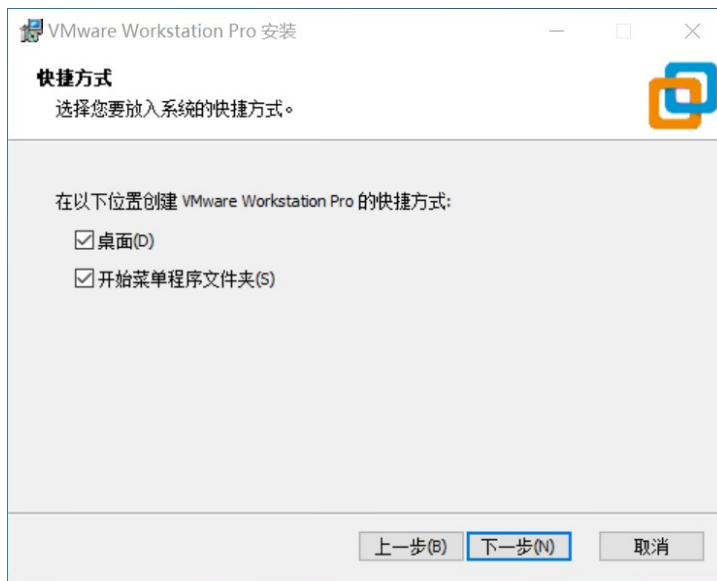 VMware Workstation Pro 安装
快捷方式
选择您要放入系统的快捷方式。
在以下位置创建 VMware Workstation Pro 的快捷方式:
桌面(D)
开始菜单程序文件夹(S)
上一步(B) 下一步(N) 取消